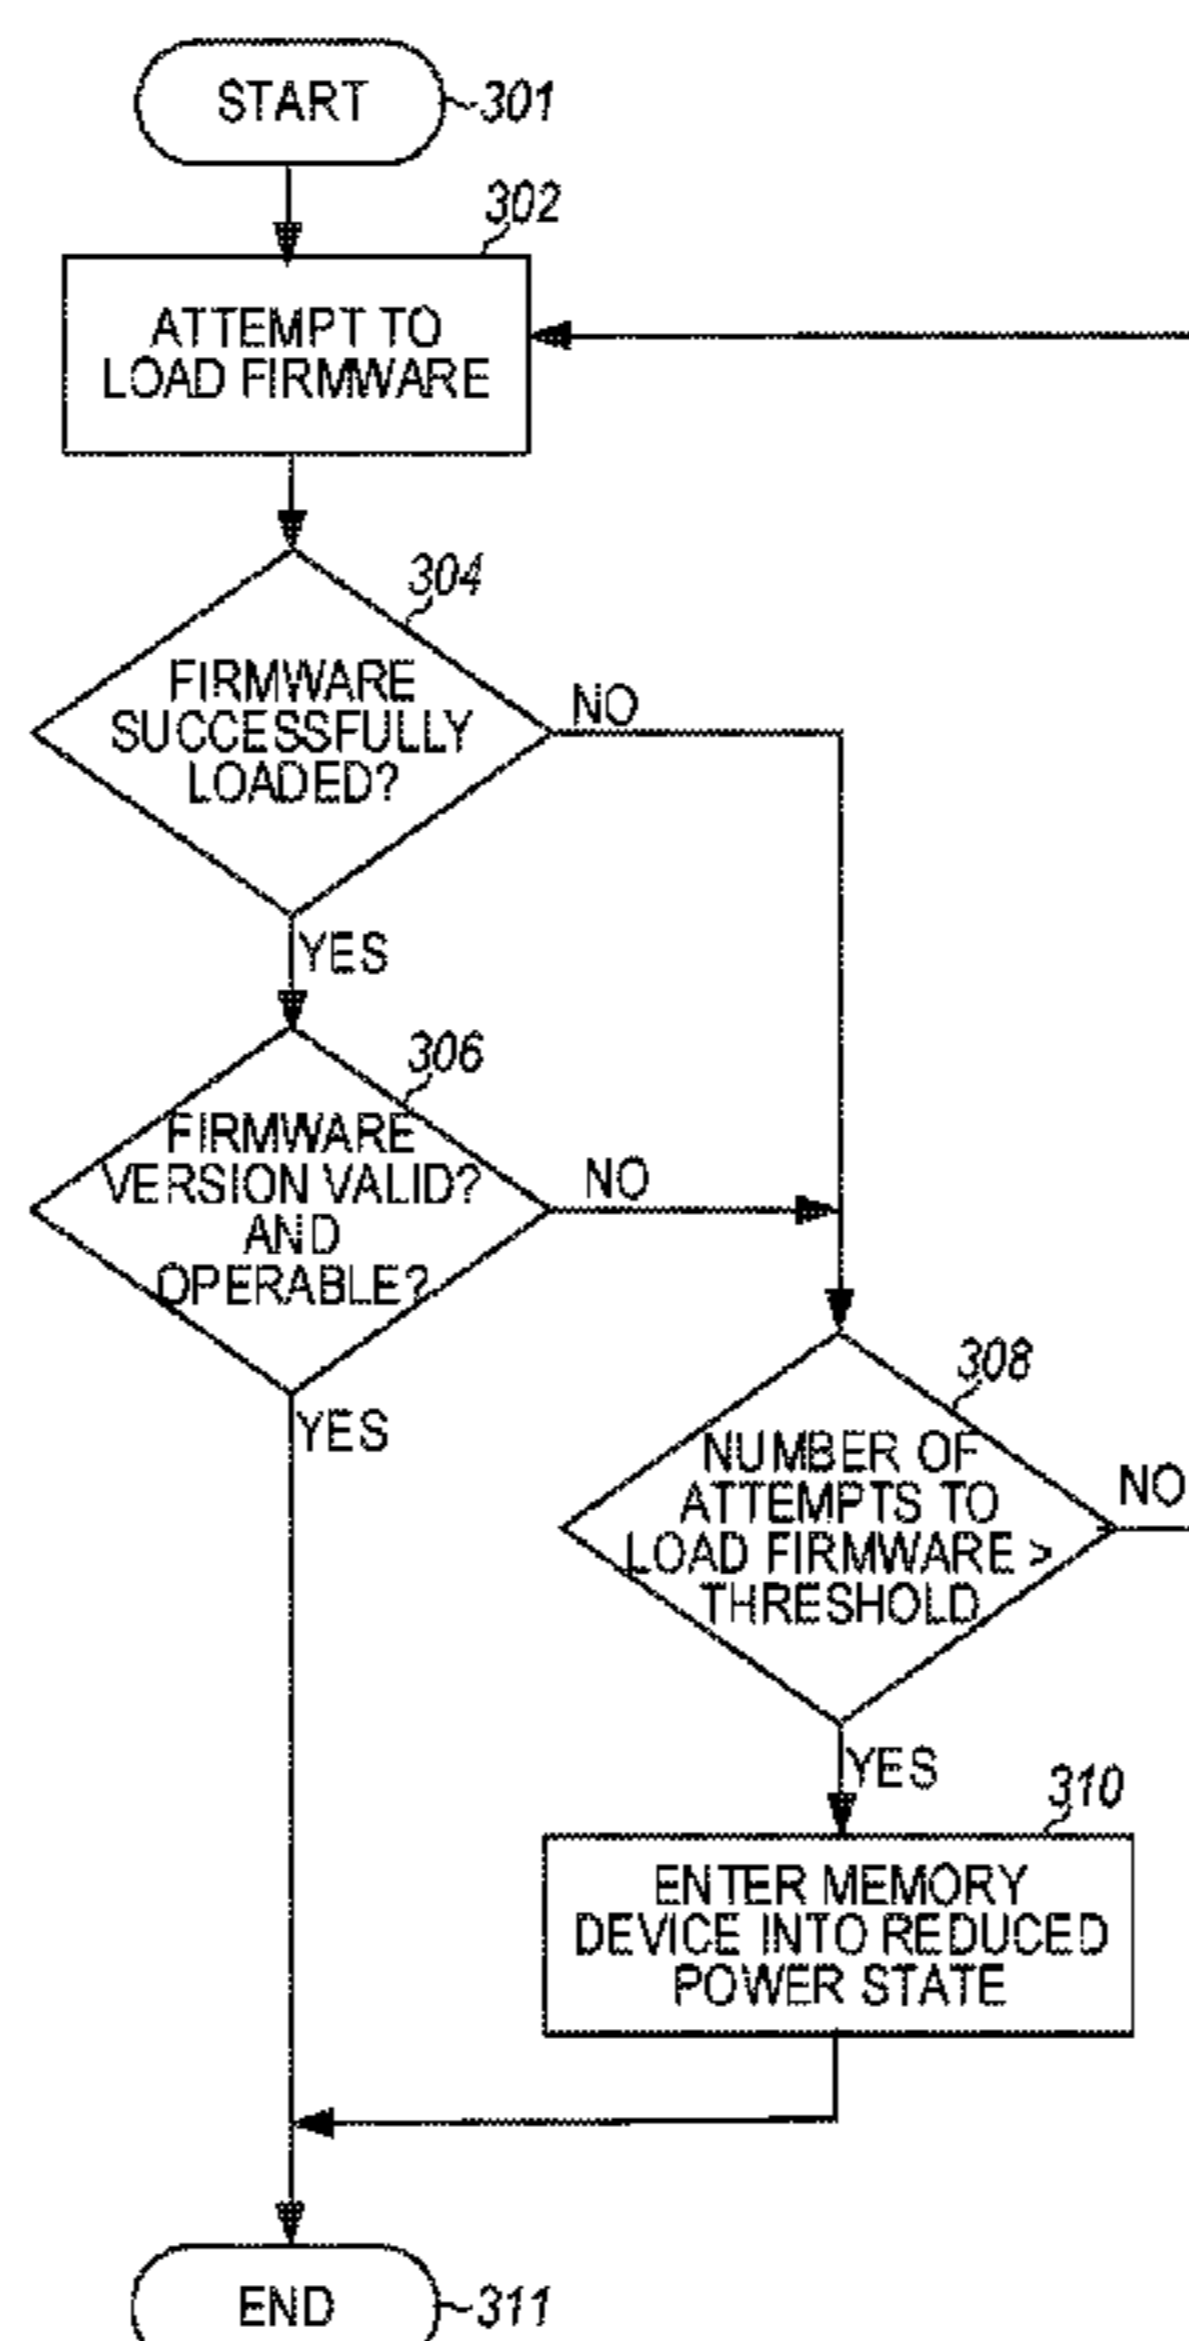 START
301
302
ATTEMPT TO
LOAD FIRMWARE
304
FIRMWARE
SUCCESSFULLY
LOADED?
NO
YES
306
FIRMWARE
VERSION VALID?
AND
OPERABLE?
NO
YES
308
NUMBER OF
ATTEMPTS TO
LOAD FIRMWARE >
THRESHOLD
NO
YES
310
ENTER MEMORY
DEVICE INTO REDUCED
POWER STATE
END
311